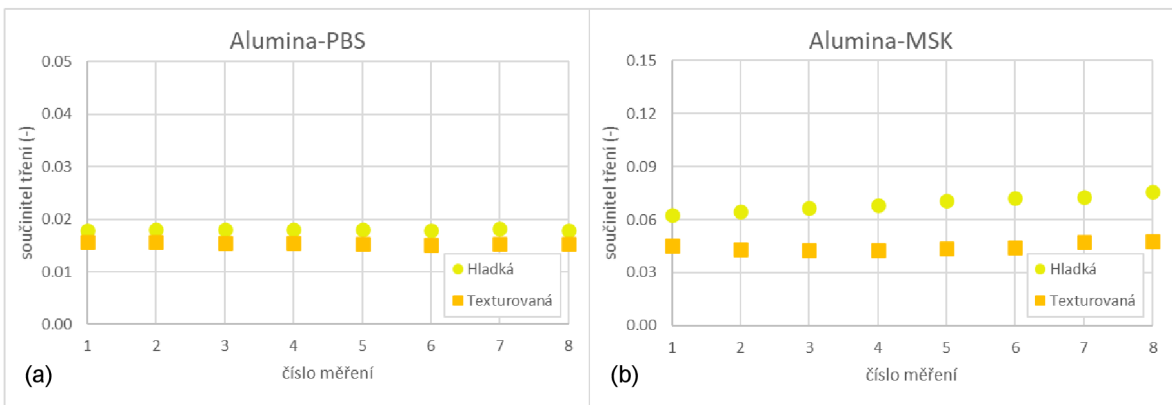 Alumina-PBS
0.05
0.04
0.03
0.02
0.01
0.00
součinitel tření (-)
Hladká
Texturovaná
1 2 3 4 5 6 7 8
číslo měření
(a)
Alumina-MSK
0.15
0.12
0.09
0.06
0.03
0.00
součinitel tření (-)
Hladká
Texturovaná
1 2 3 4 5 6 7 8
číslo měření
(b)